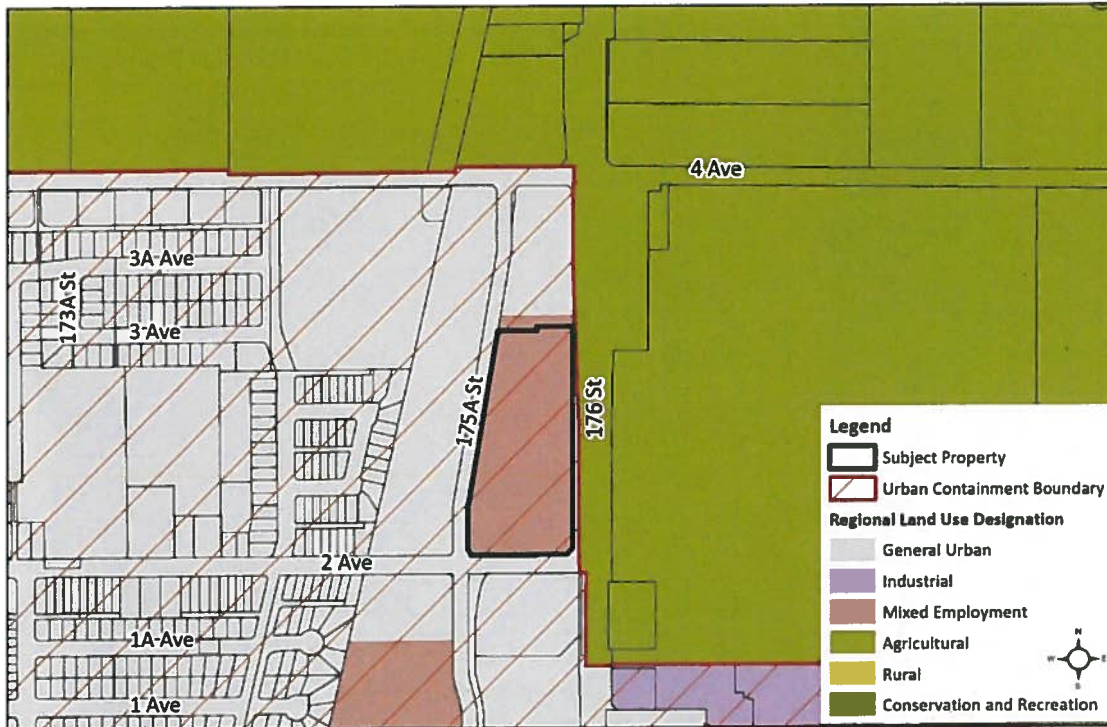 4 Ave
3A Ave
173A St
3 Ave
175A St
176 St
2 Ave
1A Ave
1 Ave
Legend
Subject Property
Urban Containment Boundary
Regional Land Use Designation
General Urban
Industrial
Mixed Employment
Agricultural
Rural
Conservation and Recreation
N
W E
S